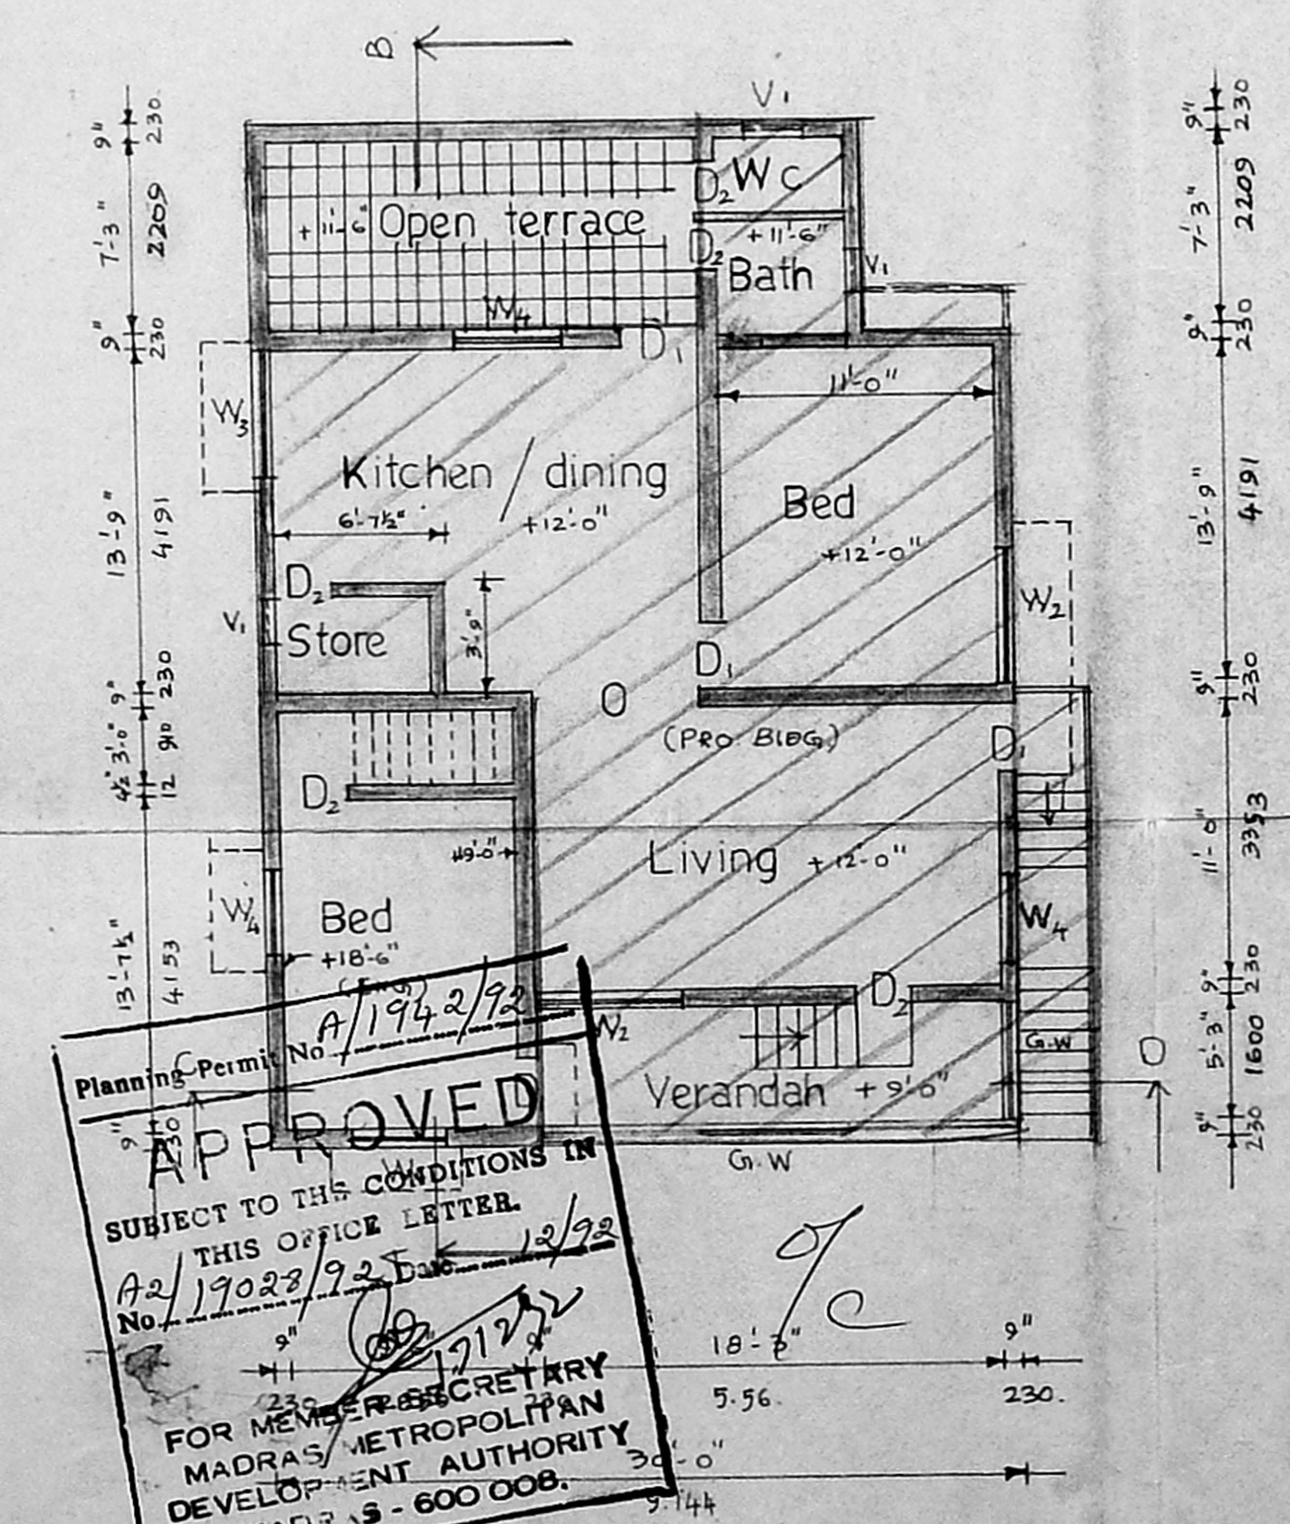 B
V1
9" 230
9" 230
7'-3" 2209
D2 Wc
7'-3" 2209
+11'-6" Open terrace
D2 +11'-6"
Bath
V1
W4
D1
9" 230
9" 230
11'-0"
W3
Kitchen / dining
Bed
6'-7½"
+12'-0"
+12'-0"
13'-9" 4191
13'-9" 4191
D2
W2
V1
Store
3'-9"
D1
9" 230
9" 230
O
(PRO. BLDG.)
D1
3'-0" 910
4½" 12
D2
11'-0" 3353
Living +12'-0"
W4
Bed
W4
+18'-6"
13'-7½" 4153
9" 230
D2
W2
G.W
5'-3" 1600
D
Verandah +9'-0"
9" 230
9" 230
G.W
Planning Permit No. A/1942/92
APPROVED
SUBJECT TO THE CONDITIONS IN
THIS OFFICE LETTER.
A2/
No. 19028/92 Date 12/92
9"
9"
18'-3"
9"
230
230
5.56.
230.
FOR MEMBER-SECRETARY
MADRAS METROPOLITAN
DEVELOPMENT AUTHORITY
30'-0"
MADRAS-600 008.
9.144